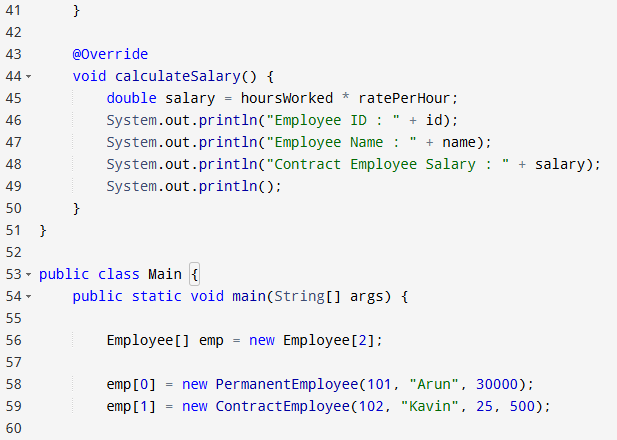 41 }
42
43 @Override
44 void calculateSalary() {
45 double salary = hoursWorked * ratePerHour;
46 System.out.println("Employee ID : " + id);
47 System.out.println("Employee Name : " + name);
48 System.out.println("Contract Employee Salary : " + salary);
49 System.out.println();
50 }
51 }
52
53 public class Main {
54 public static void main(String[] args) {
55
56 Employee[] emp = new Employee[2];
57
58 emp[0] = new PermanentEmployee(101, "Arun", 30000);
59 emp[1] = new ContractEmployee(102, "Kavin", 25, 500);
60